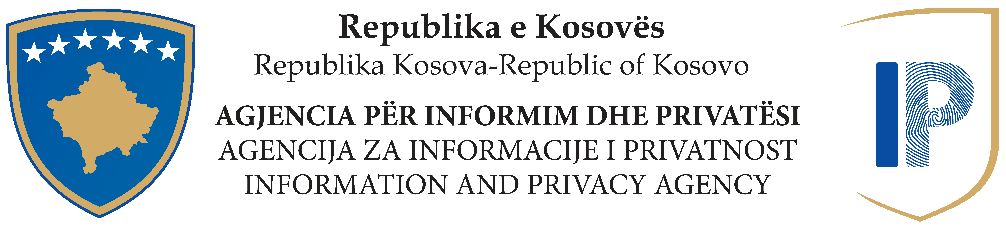 Republika e Kosovës
Republika Kosova-Republic of Kosovo
AGJENCIA PËR INFORMIM DHE PRIVATËSI
AGENCIJA ZA INFORMACIJE I PRIVATNOST
INFORMATION AND PRIVACY AGENCY
IP